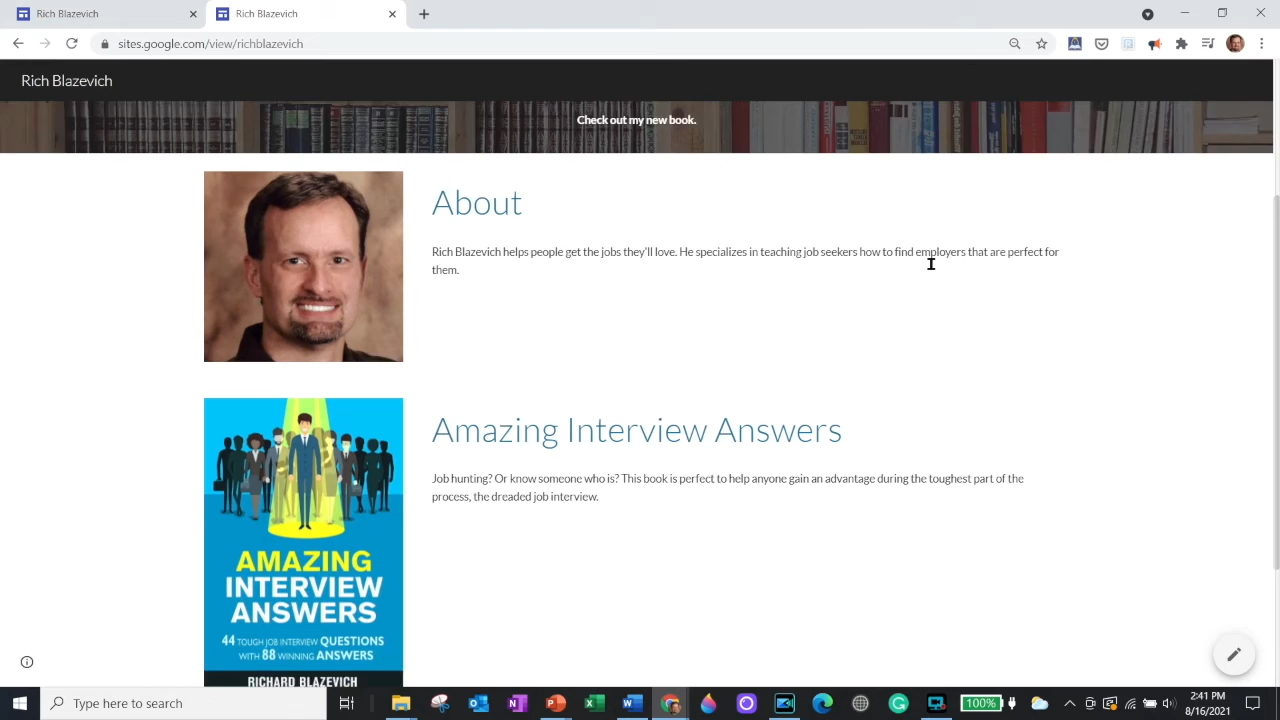 Rich Blazevich
Rich Blazevich
sites.google.com/view/richblazevich
Rich Blazevich
Check out my new book.
About
Rich Blazevich helps people get the jobs they'll love. He specializes in teaching job seekers how to find employers that are perfect for
them.
Amazing Interview Answers
Job hunting? Or know someone who is? This book is perfect to help anyone gain an advantage during the toughest part of the
process, the dreaded job interview.
AMAZING
INTERVIEW
ANSWERS
44 TOUGH JOB INTERVIEW QUESTIONS
WITH 88 WINNING ANSWERS
RICHARD BLAZEVICH
Type here to search
100%
2:41 PM
8/16/2021